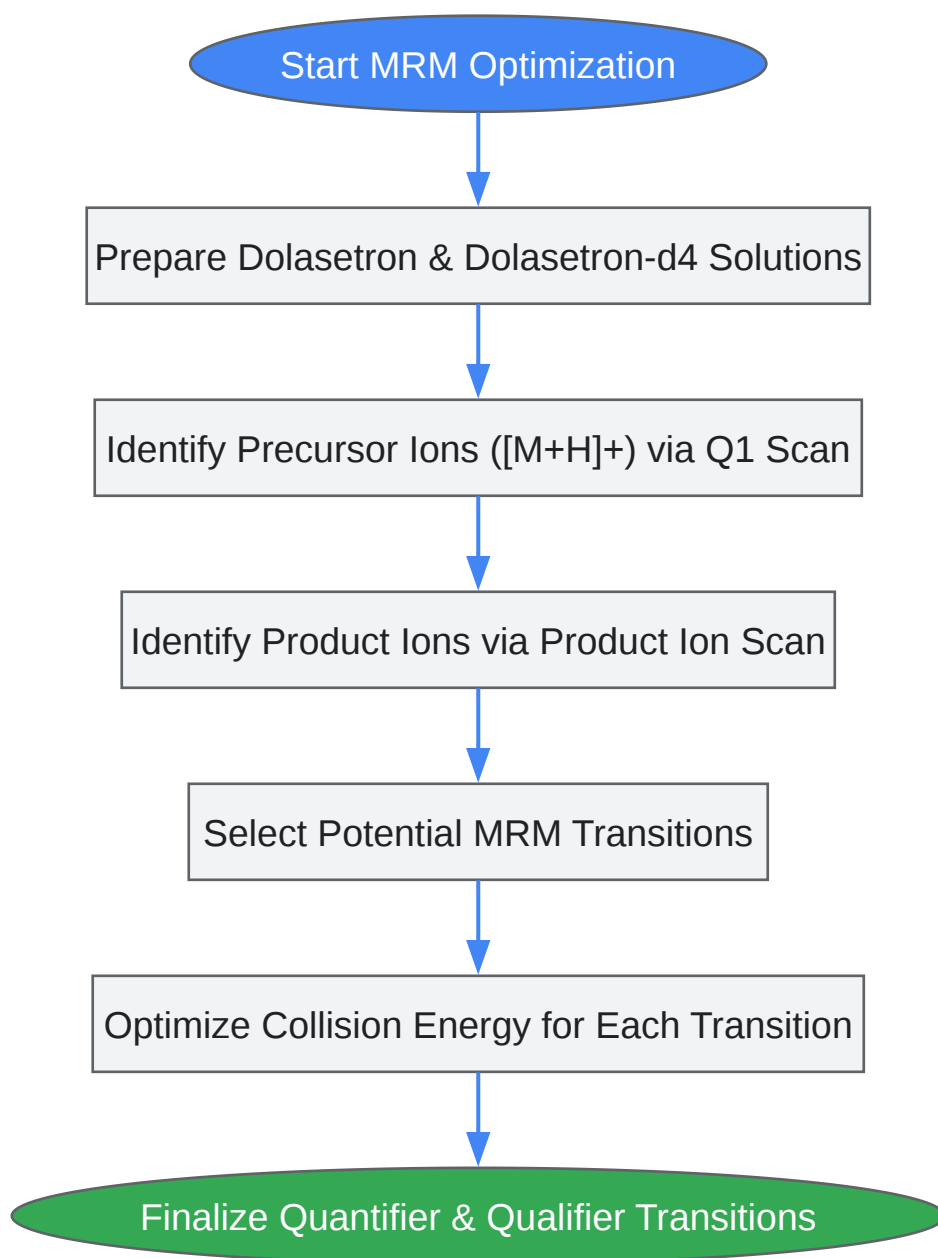 Start MRM Optimization
Prepare Dolasetron & Dolasetron-d4 Solutions
Identify Precursor Ions ([M+H]+) via Q1 Scan
Identify Product Ions via Product Ion Scan
Select Potential MRM Transitions
Optimize Collision Energy for Each Transition
Finalize Quantifier & Qualifier Transitions